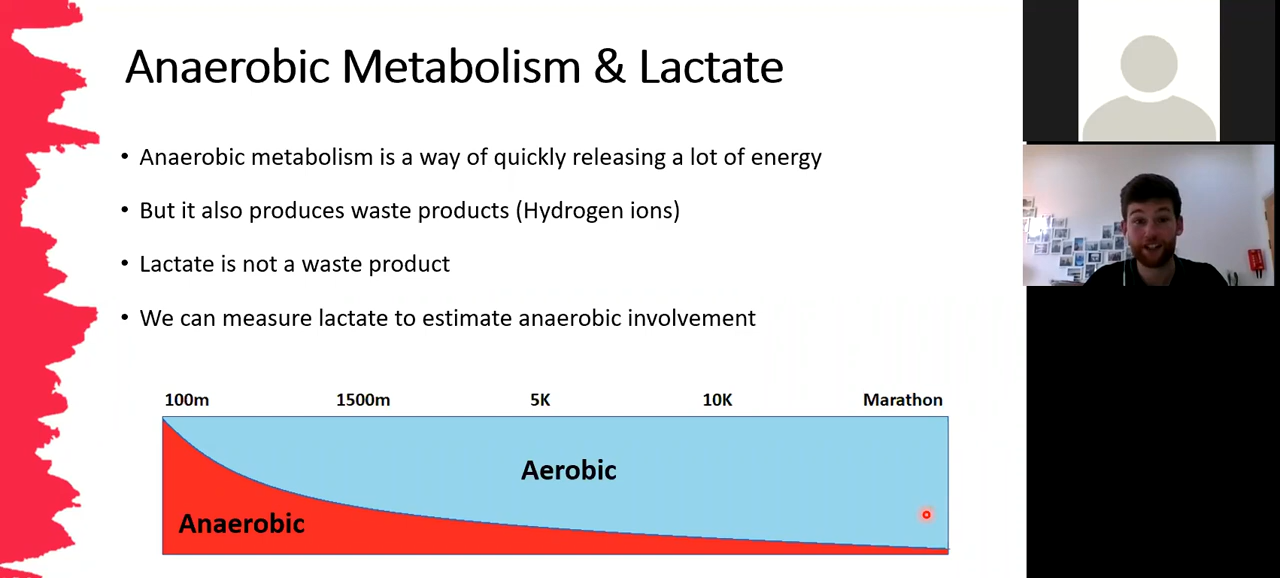 Anaerobic Metabolism & Lactate
• Anaerobic metabolism is a way of quickly releasing a lot of energy
• But it also produces waste products (Hydrogen ions)
• Lactate is not a waste product
• We can measure lactate to estimate anaerobic involvement
100m 1500m 5K 10K Marathon
Aerobic
Anaerobic